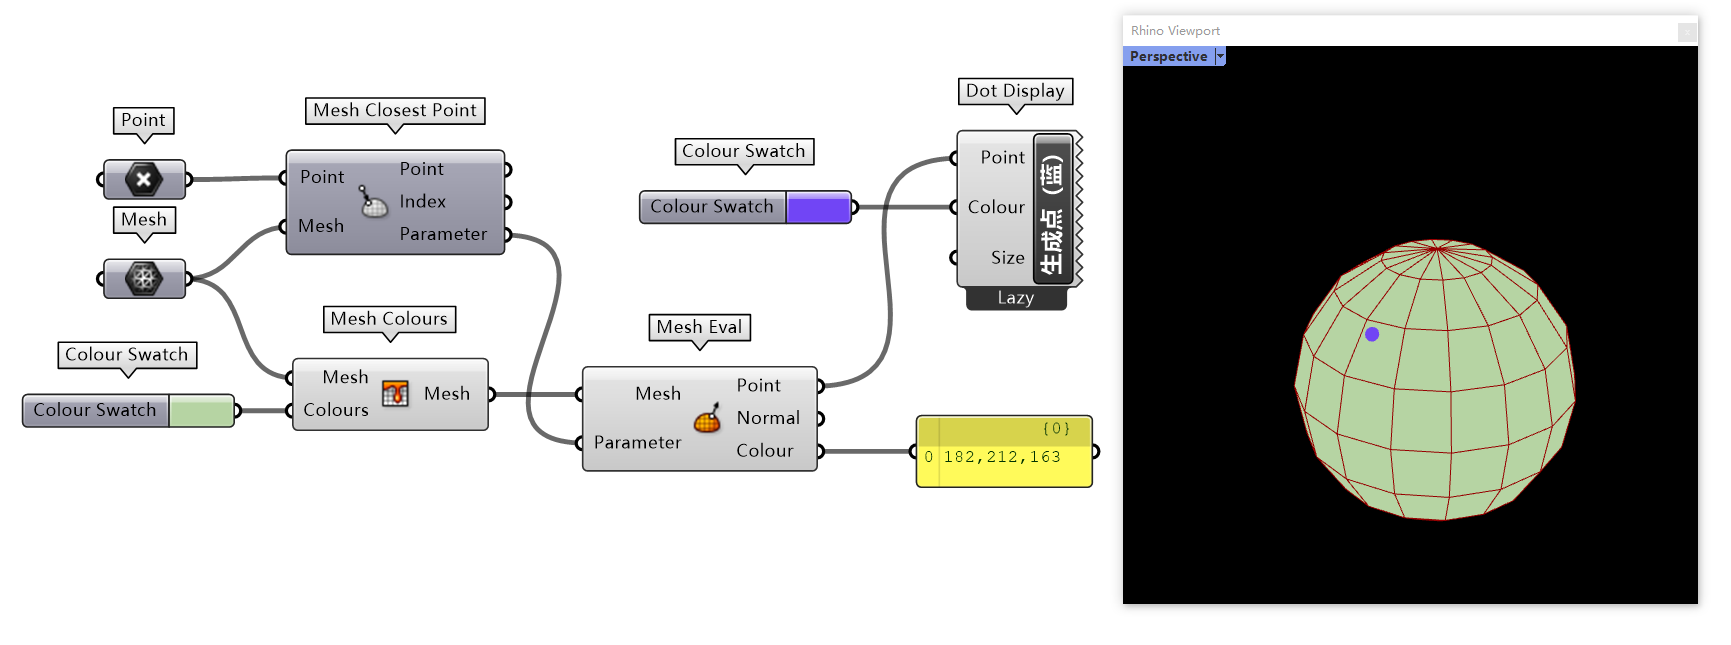 Point
Mesh Closest Point
Point
Mesh
Point
Index
Parameter
Mesh
Mesh Colours
Colour Swatch
Colour Swatch
Mesh
Colours
Mesh
Colour Swatch
Colour Swatch
Mesh Eval
Mesh
Parameter
Point
Normal
Colour
Dot Display
Point
Colour
Size
生成点（蓝）
Lazy
{0}
0 182,212,163
Rhino Viewport
Perspective